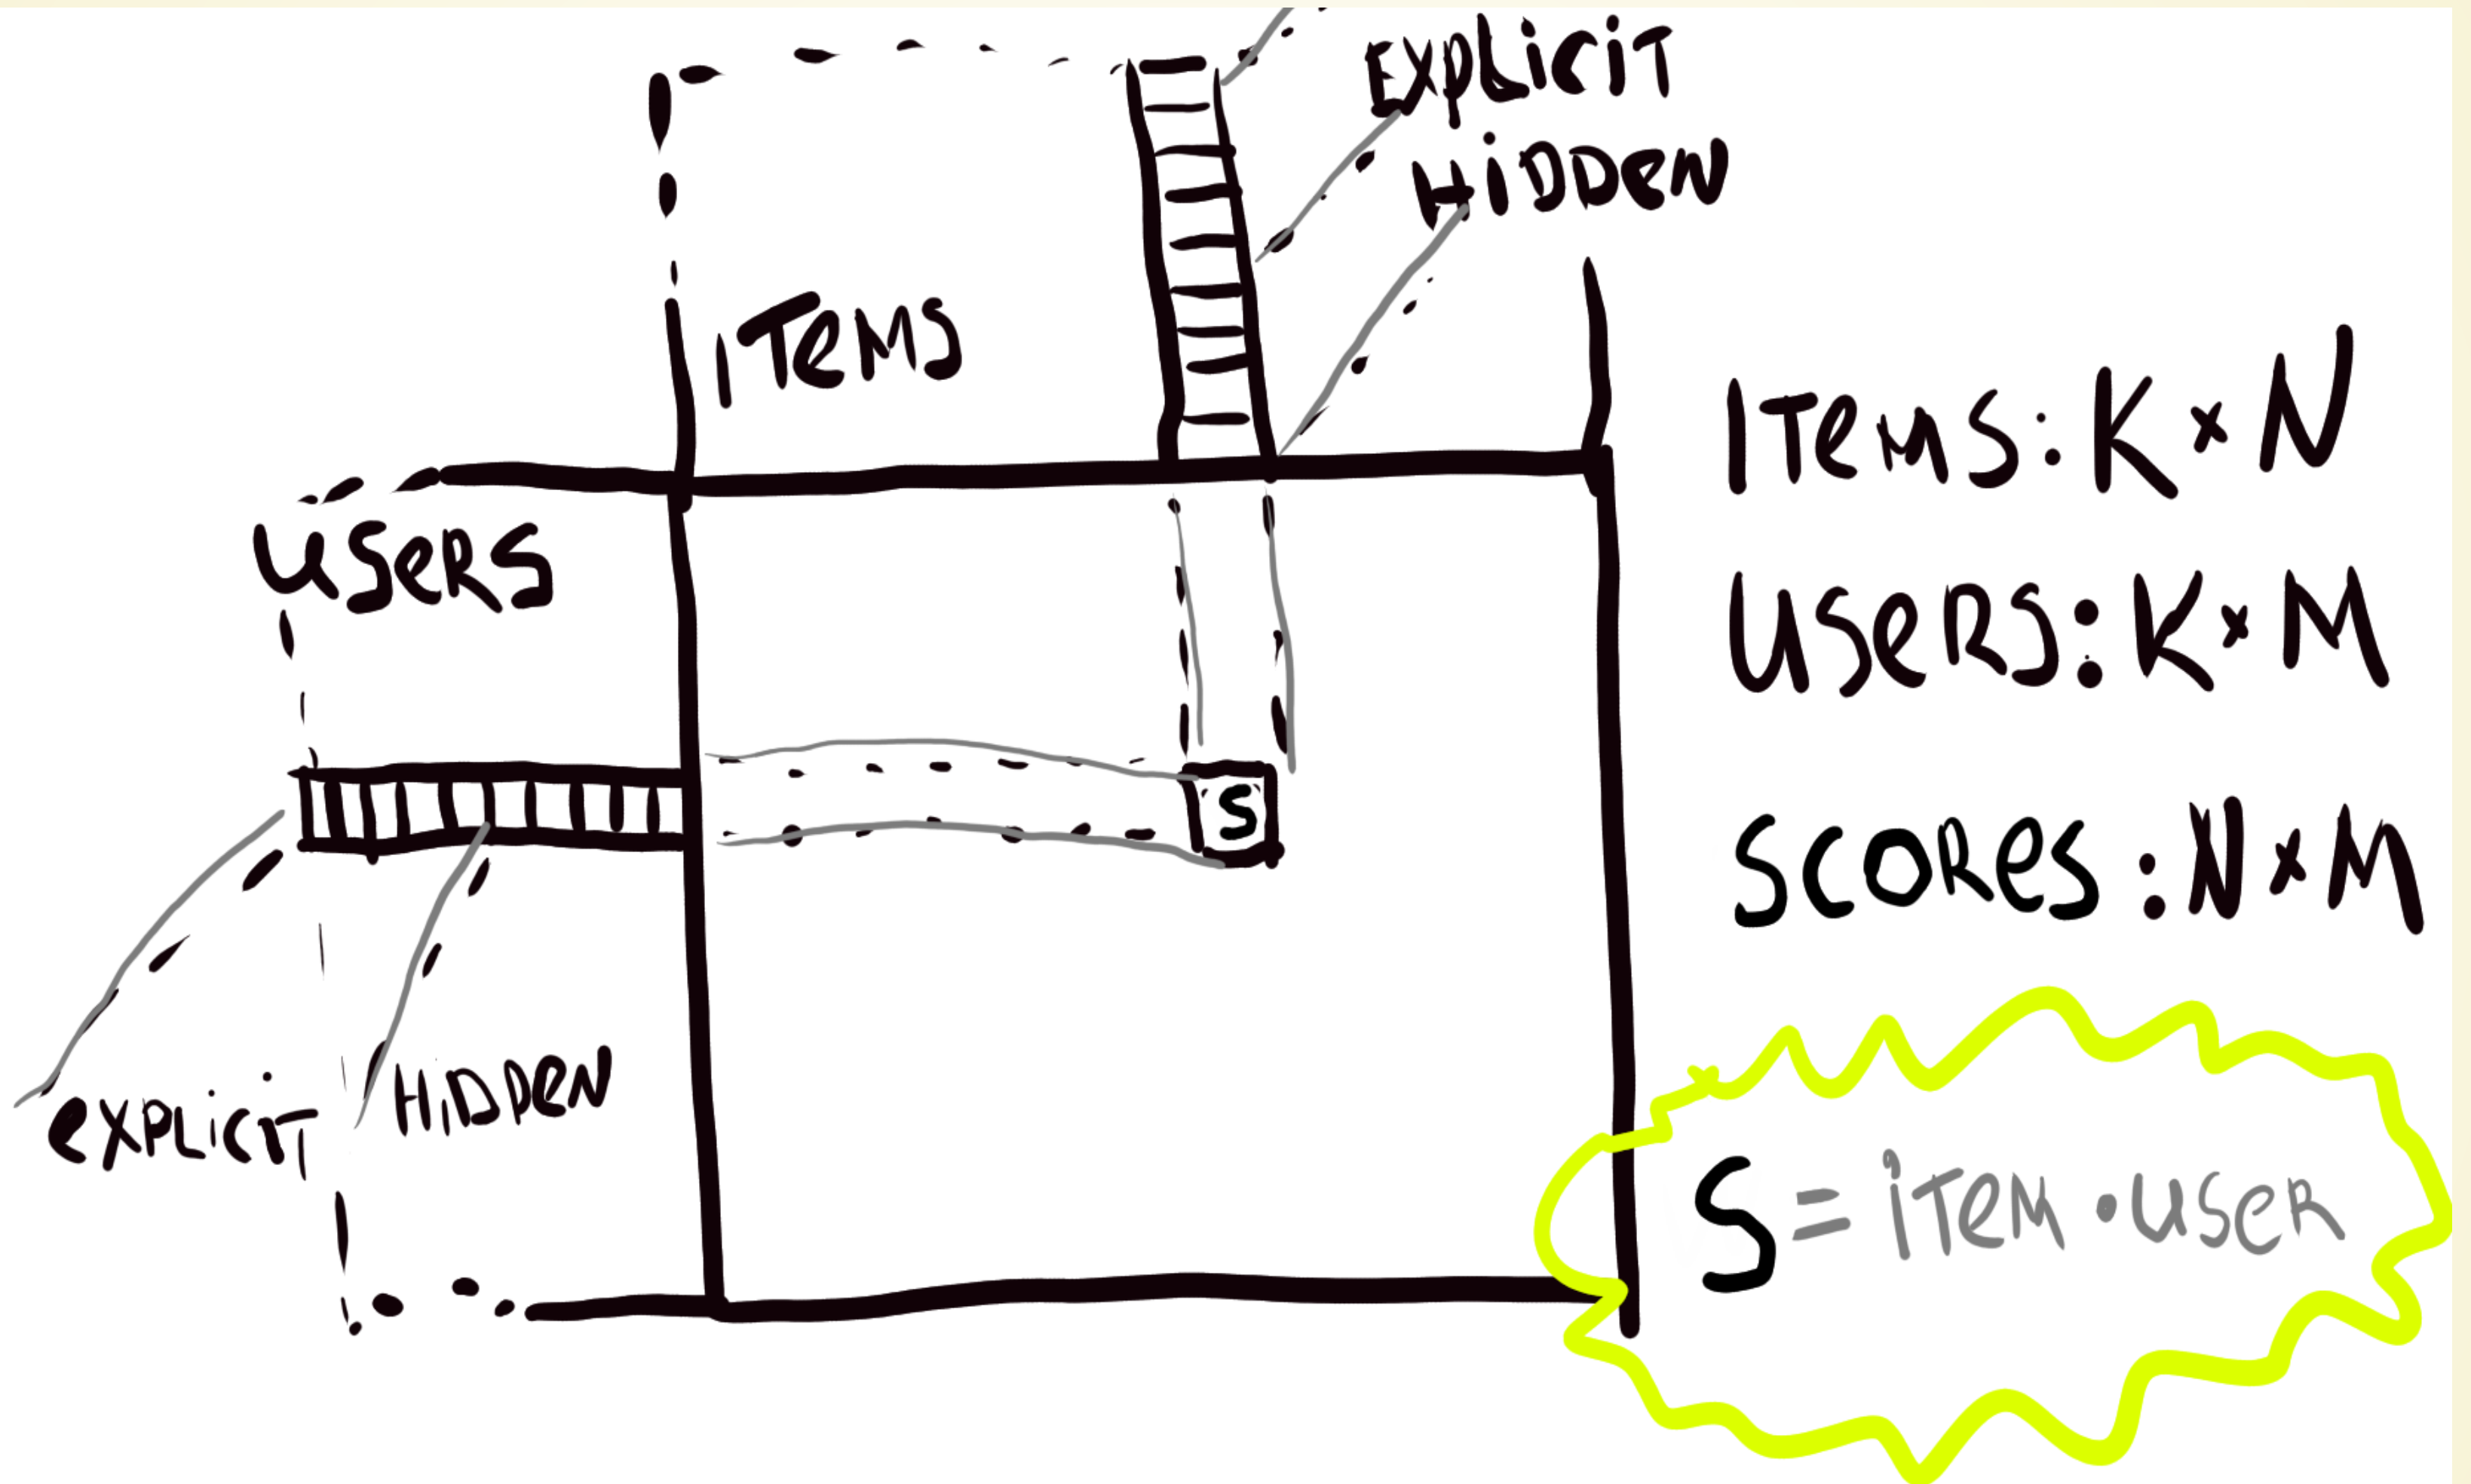 EXPLICIT
HIDDEN
ITEMS
USERS
S
EXPLICIT
HIDDEN
ITEMS: K × N
USERS: K × M
SCORES: N × M
S = ITEM • USER